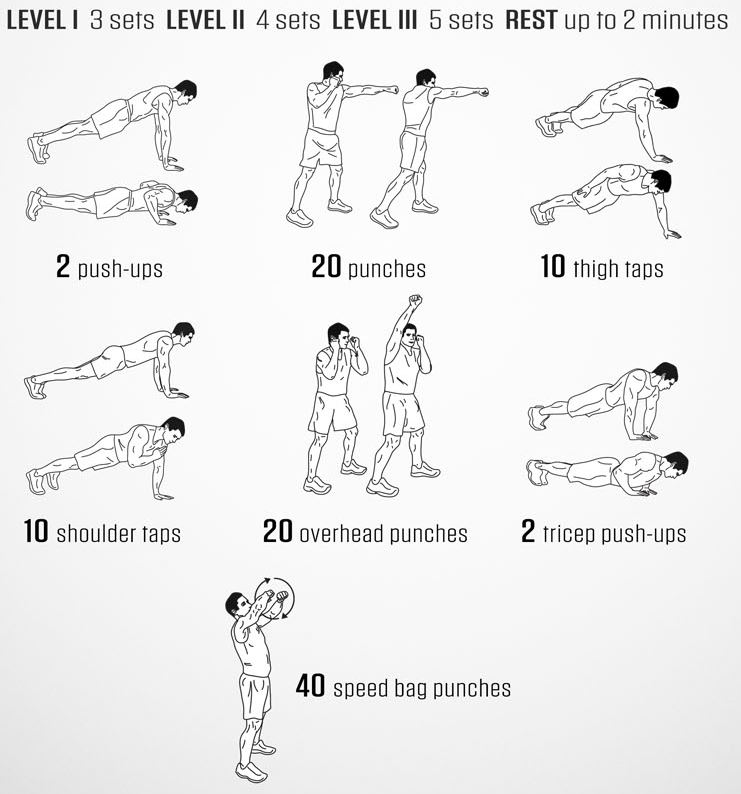 LEVEL I 3 sets LEVEL II 4 sets LEVEL III 5 sets REST up to 2 minutes
2 push-ups
20 punches
10 thigh taps
10 shoulder taps
20 overhead punches
2 tricep push-ups
40 speed bag punches